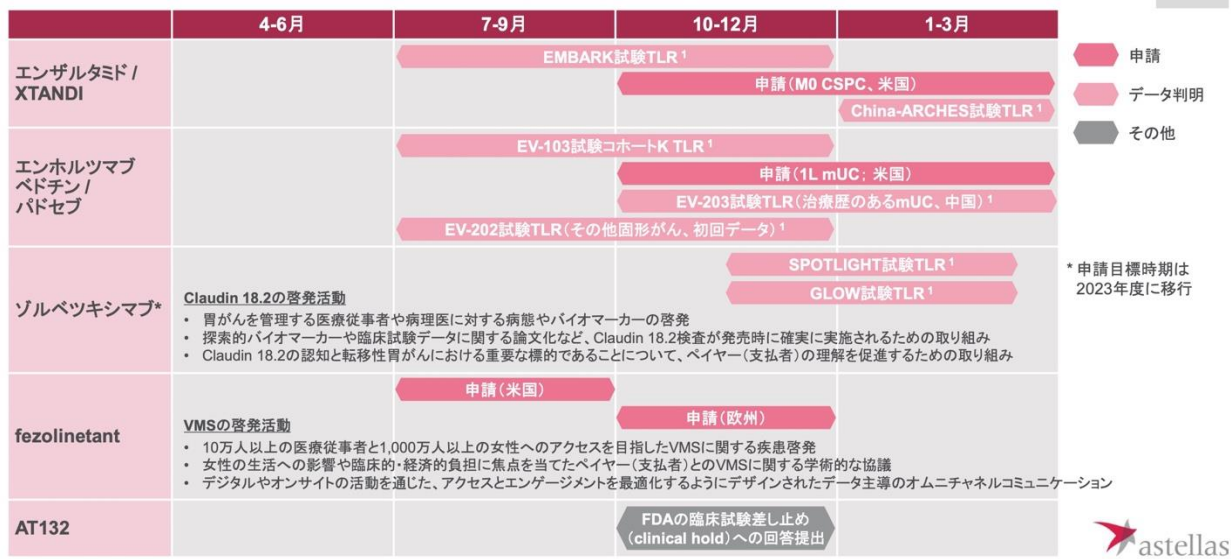 4-6月
7-9月
10-12月
1-3月
エンザルタミド /
XTANDI
EMBARK試験TLR 1
申請(M0 CSPC、米国)
China-ARCHES試験TLR 1
エンホルツマブ
ベドチン /
パドセブ
EV-103試験コホートK TLR 1
申請(1L mUC; 米国)
EV-203試験TLR(治療歴のあるmUC、中国) 1
EV-202試験TLR(その他固形がん、初回データ) 1
ゾルベツキシマブ*
SPOTLIGHT試験TLR 1
GLOW試験TLR 1
Claudin 18.2の啓発活動
• 胃がんを管理する医療従事者や病理医に対する病態やバイオマーカーの啓発
• 探索的バイオマーカーや臨床試験データに関する論文化など、Claudin 18.2検査が発売時に確実に実施されるための取り組み
• Claudin 18.2の認知と転移性胃がんにおける重要な標的であることについて、ペイヤー(支払者)の理解を促進するための取り組み
fezolinetant
申請(米国)
申請(欧州)
VMSの啓発活動
• 10万人以上の医療従事者と1,000万人以上の女性へのアクセスを目指したVMSに関する疾患啓発
• 女性の生活への影響や臨床的・経済的負担に焦点を当てたペイヤー(支払者)とのVMSに関する学術的な協議
• デジタルやオンサイトの活動を通じた、アクセスとエンゲージメントを最適化するようにデザインされたデータ主導のオムニチャネルコミュニケーション
AT132
FDAの臨床試験差し止め
(clinical hold)への回答提出
申請
データ判明
その他
* 申請目標時期は
2023年度に移行
astellas